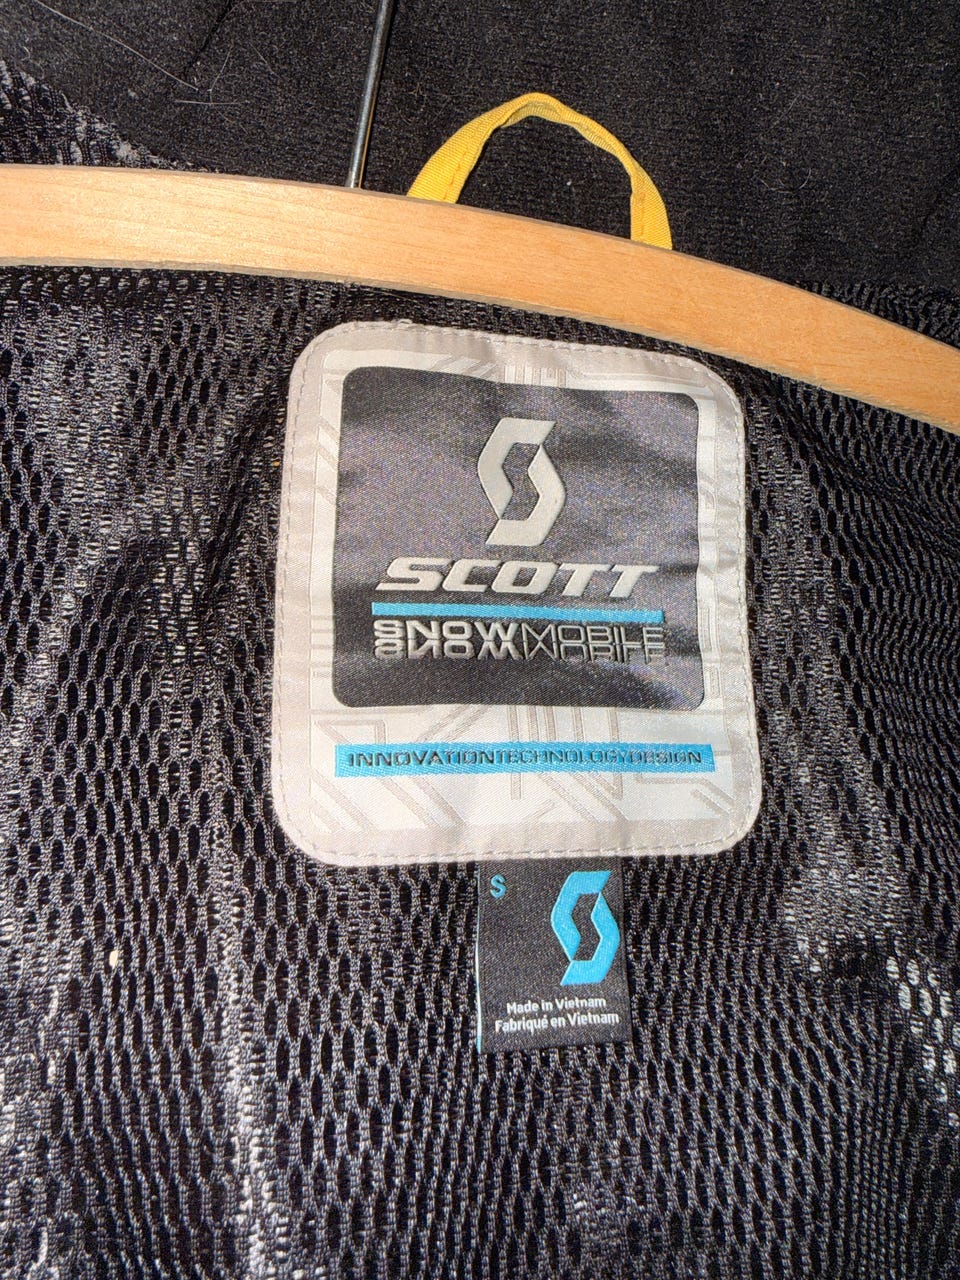 SCOTT
SNOWMOBILE
INNOVATIONTECHNOLOGYDESIGN
S
Made in Vietnam
Fabriqué en Vietnam